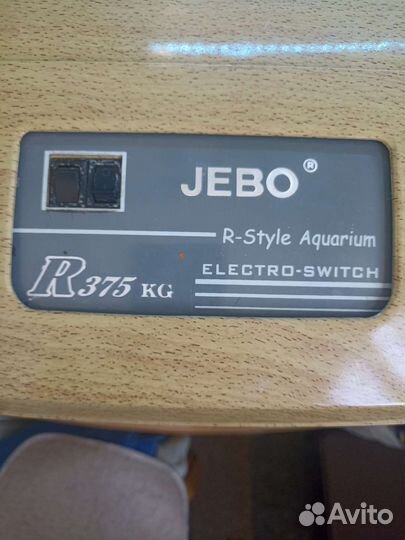 JEBO®
R-Style Aquarium
ELECTRO-SWITCH
R375 KG
Avito